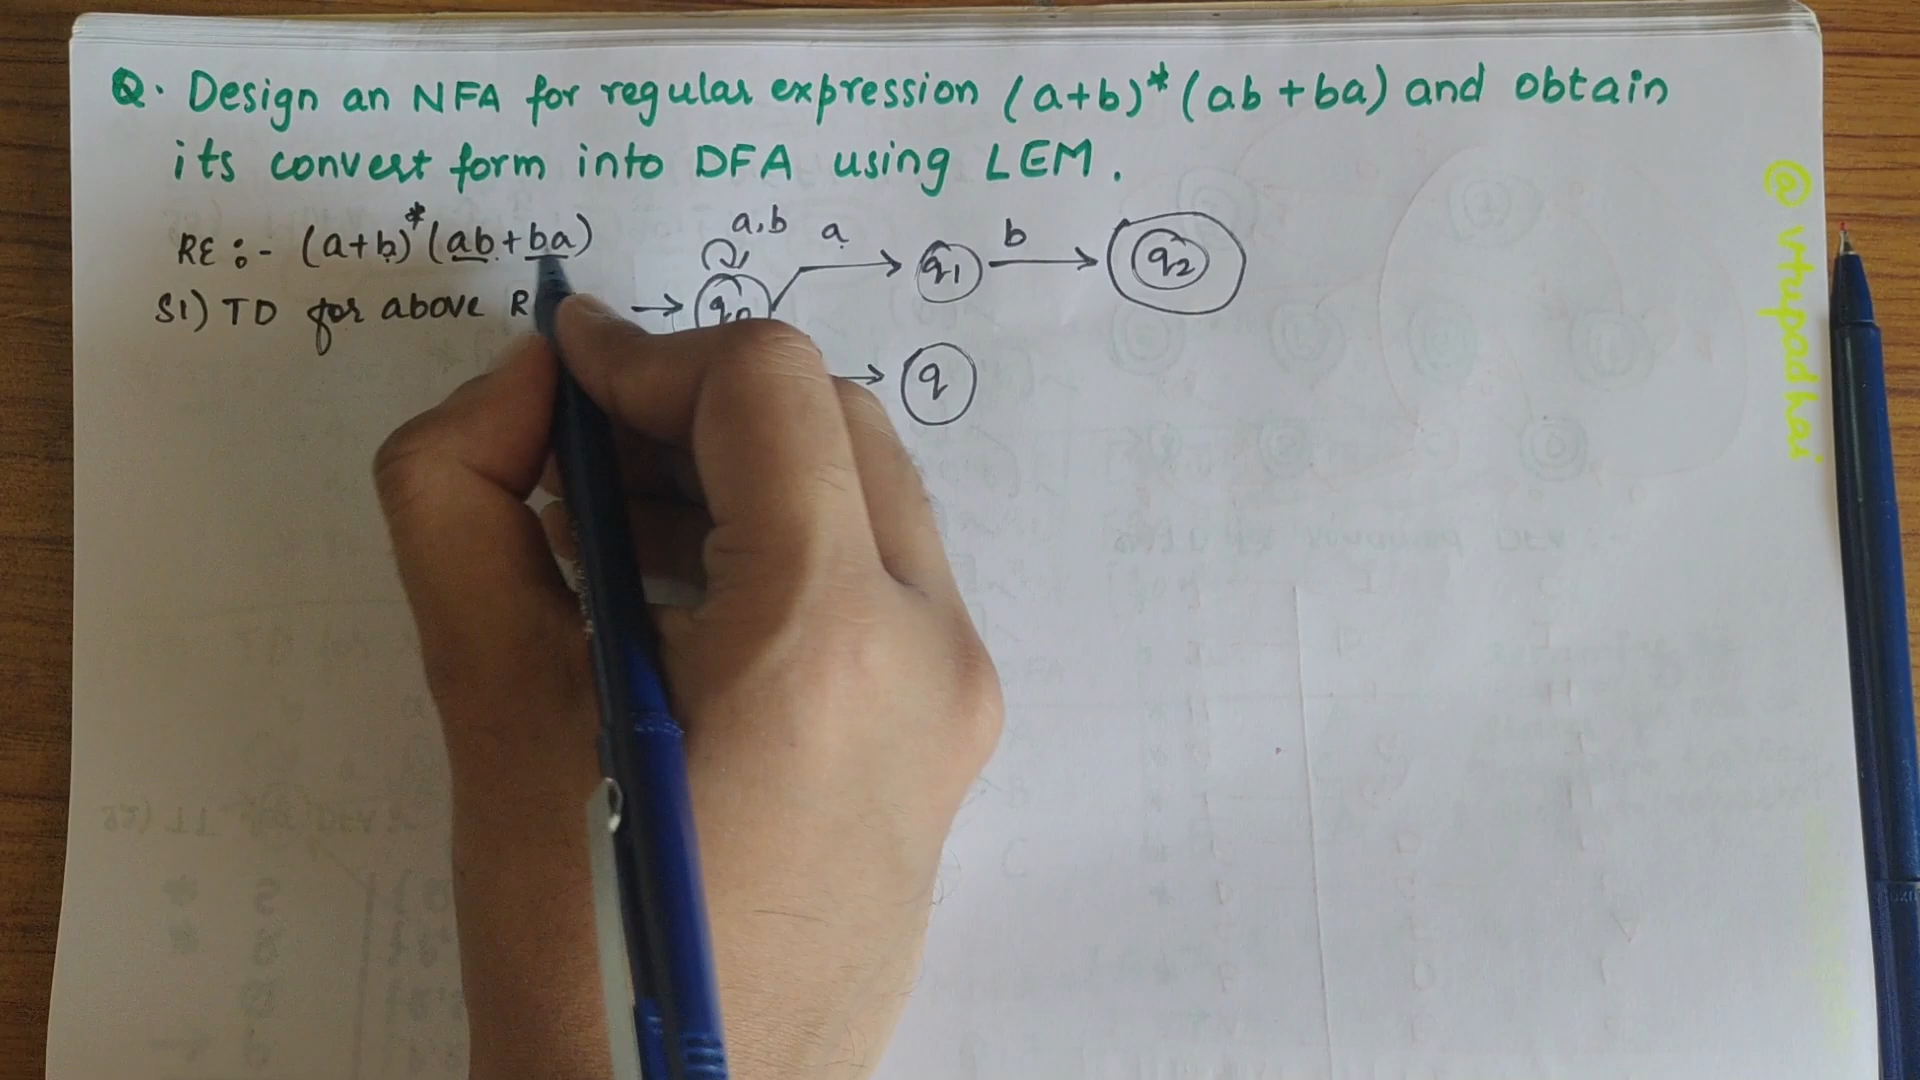 Q. Design an NFA for regular expression (a+b)*(ab+ba) and obtain
its convert form into DFA using LEM.
RE :- (a+b)*(ab+ba)
a,b
a
b
q1
q2
S1) TD for above R
q0
q
@vtupadhai